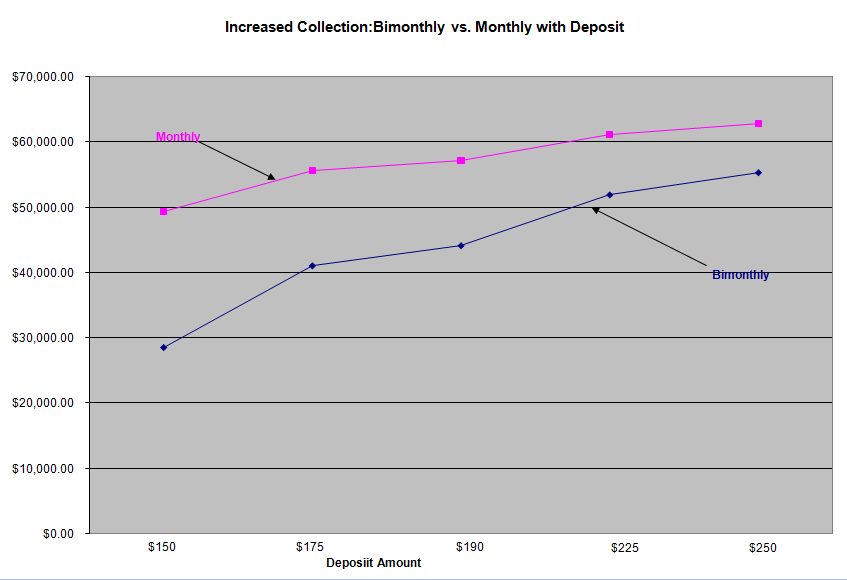 Increased Collection:Bimonthly vs. Monthly with Deposit
$70,000.00
$60,000.00
$50,000.00
$40,000.00
$30,000.00
$20,000.00
$10,000.00
$0.00
Monthly
Bimonthly
$150 $175 $190 $225 $250
Deposiit Amount